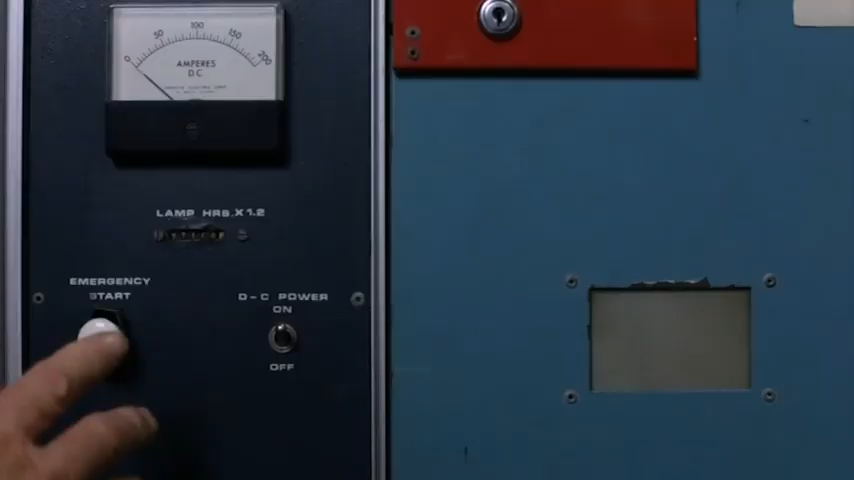 0 50 100 150 200
AMPERES
D.C.
LAMP HRS. X 1.2
EMERGENCY
START
D-C POWER
ON
OFF